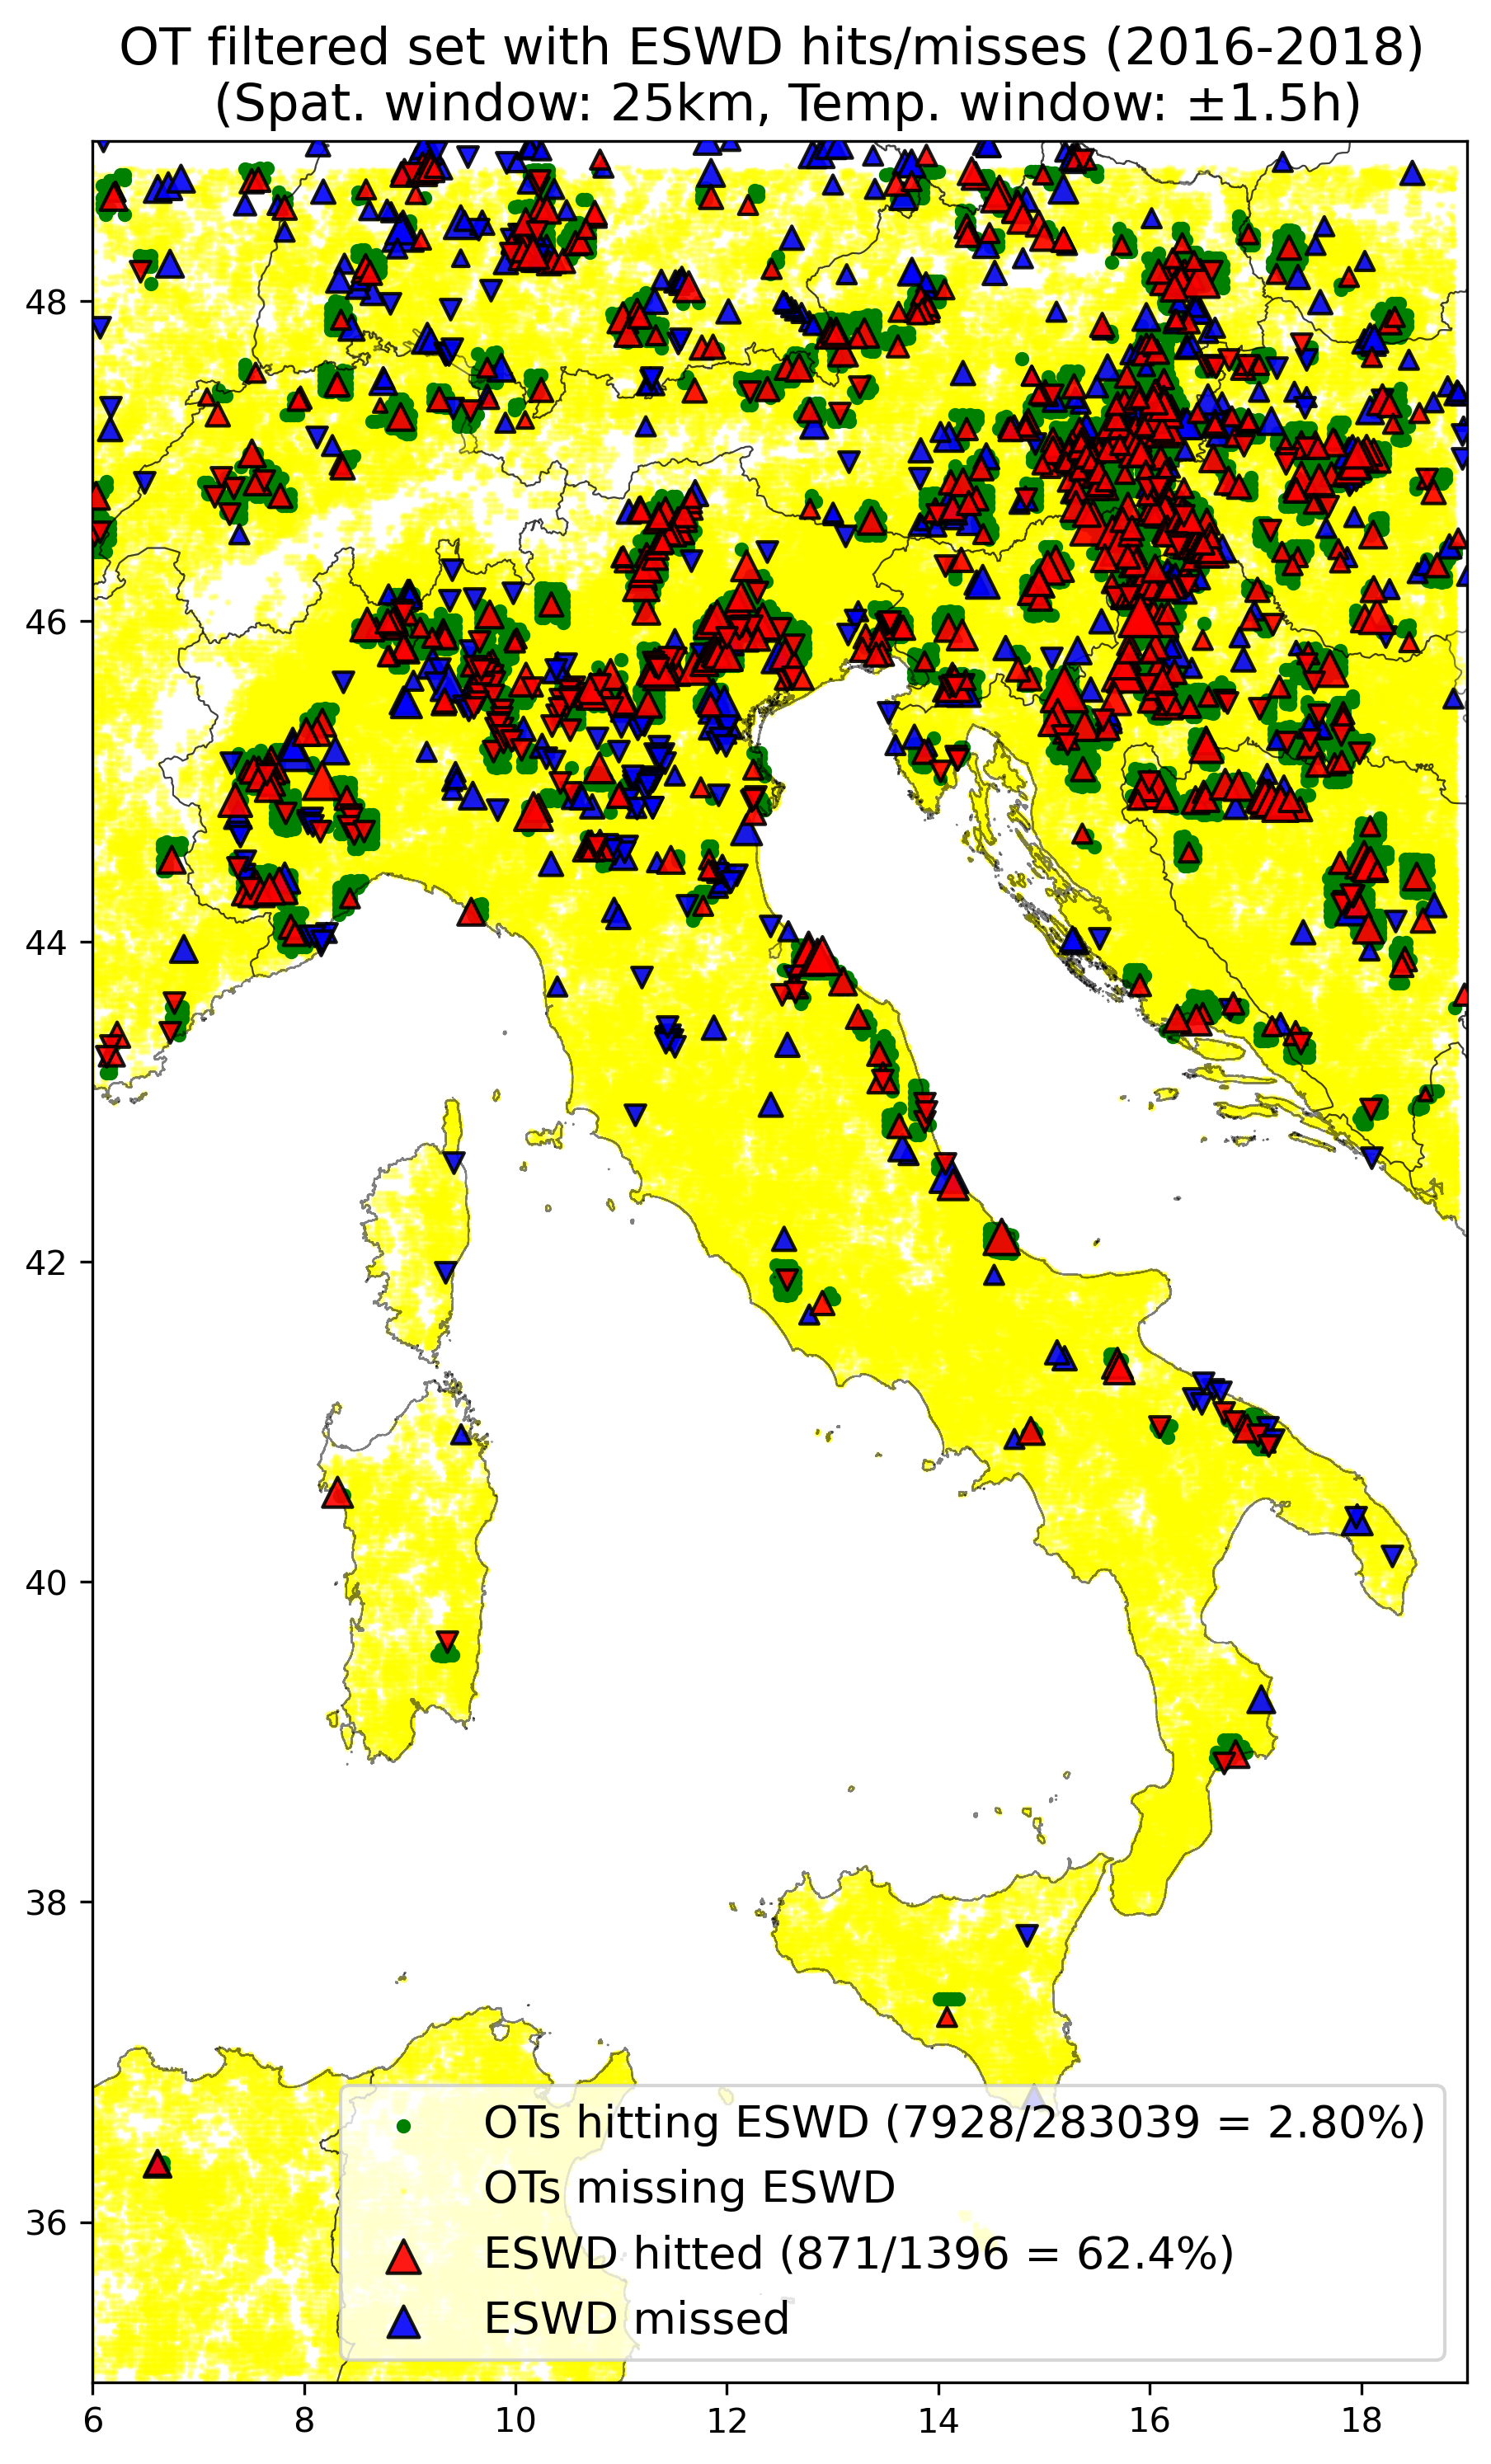 OT filtered set with ESWD hits/misses (2016-2018)
(Spat. window: 25km, Temp. window: ±1.5h)
48
46
44
42
40
38
36
OTs hitting ESWD (7928/283039 = 2.80%)
OTs missing ESWD
ESWD hitted (871/1396 = 62.4%)
ESWD missed
6 8 10 12 14 16 18